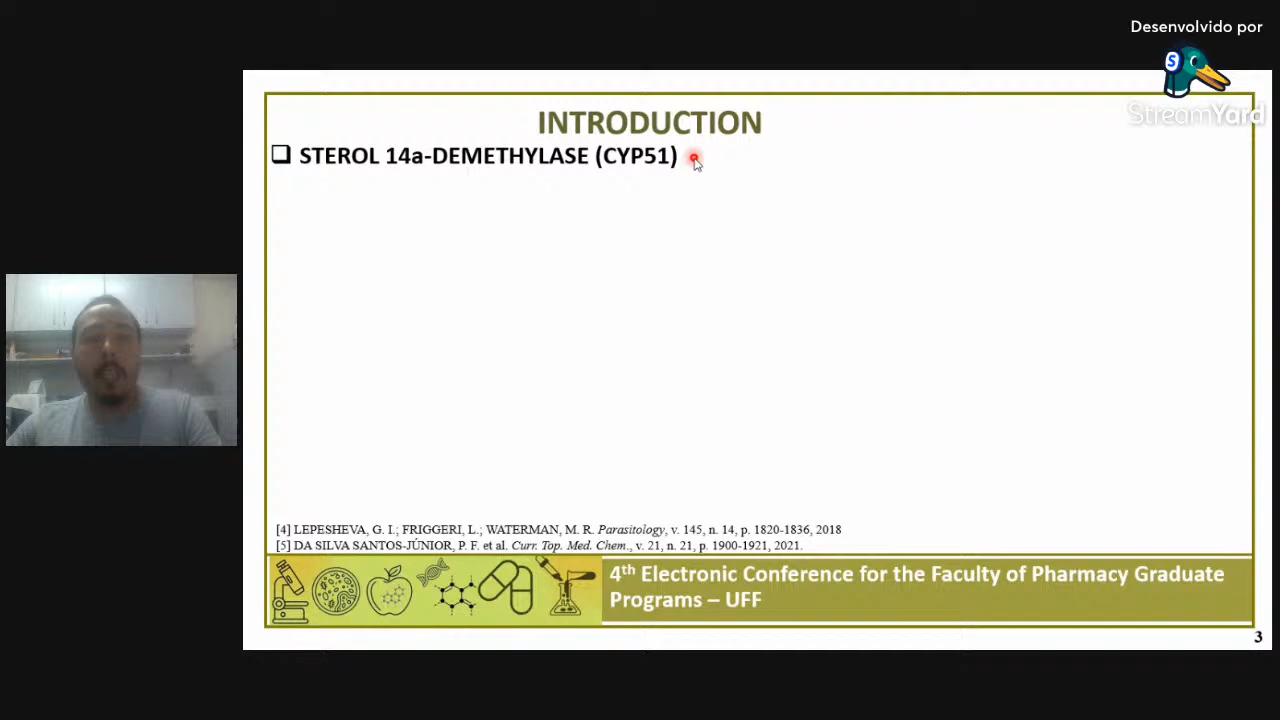 Desenvolvido por
S
StreamYard
INTRODUCTION
❑ STEROL 14a-DEMETHYLASE (CYP51)
[4] LEPESHEVA, G. I.; FRIGGERI, L.; WATERMAN, M. R. Parasitology, v. 145, n. 14, p. 1820-1836, 2018
[5] DA SILVA SANTOS-JÚNIOR, P. F. et al. Curr. Top. Med. Chem., v. 21, n. 21, p. 1900-1921, 2021.
4th Electronic Conference for the Faculty of Pharmacy Graduate
Programs – UFF
3